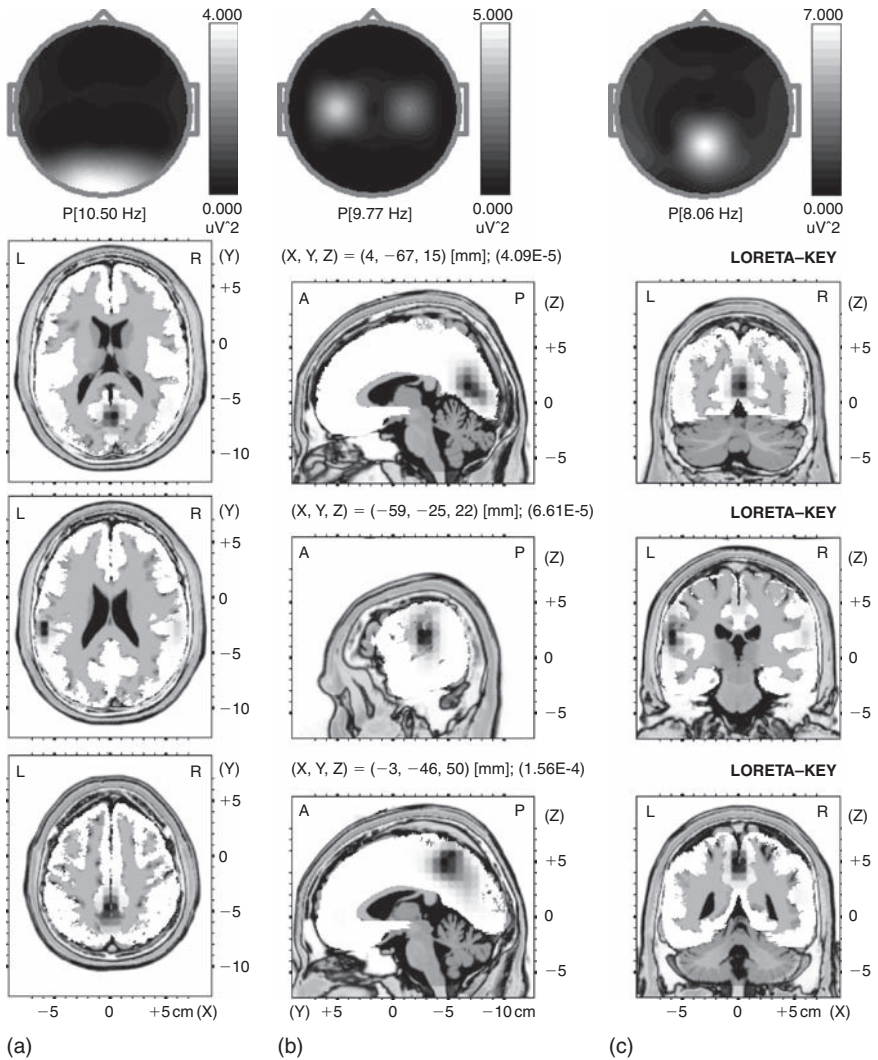 4.000
5.000
7.000
0.000
uV^2
0.000
uV^2
0.000
uV^2
P[10.50 Hz]
P[9.77 Hz]
P[8.06 Hz]
(X, Y, Z) = (4, −67, 15) [mm]; (4.09E-5)
LORETA–KEY
L R (Y)
+5
0
−5
−10
A P (Z)
+5
0
−5
L R (Z)
+5
0
−5
(X, Y, Z) = (−59, −25, 22) [mm]; (6.61E-5)
LORETA–KEY
L R (Y)
+5
0
−5
−10
A P (Z)
+5
0
−5
L R (Z)
+5
0
−5
(X, Y, Z) = (−3, −46, 50) [mm]; (1.56E-4)
LORETA–KEY
L R (Y)
+5
0
−5
−10
A P (Z)
+5
0
−5
L R (Z)
+5
0
−5
−5 0 +5 cm (X)
(Y) +5 0 −5 −10 cm
−5 0 +5 cm (X)
(a) (b) (c)